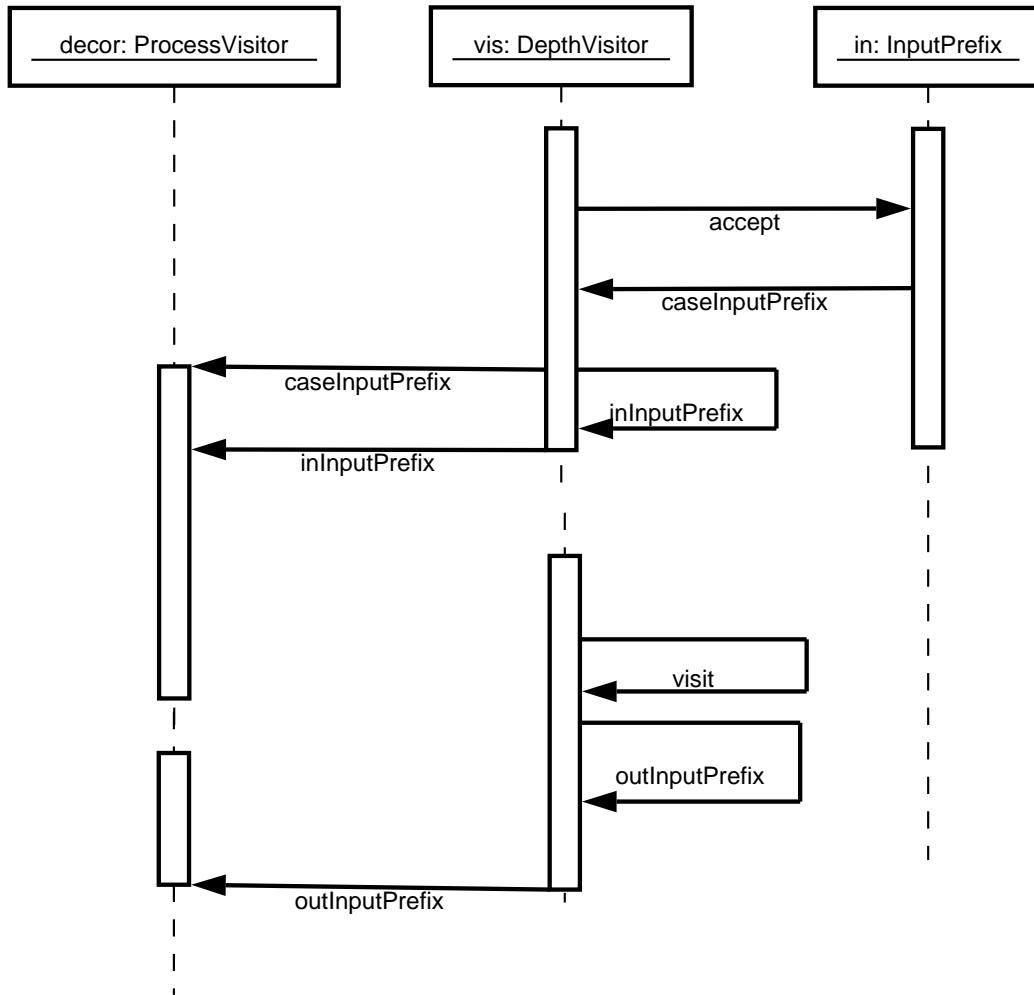 decor: ProcessVisitor
vis: DepthVisitor
in: InputPrefix
accept
caseInputPrefix
caseInputPrefix
inInputPrefix
inInputPrefix
visit
outInputPrefix
outInputPrefix